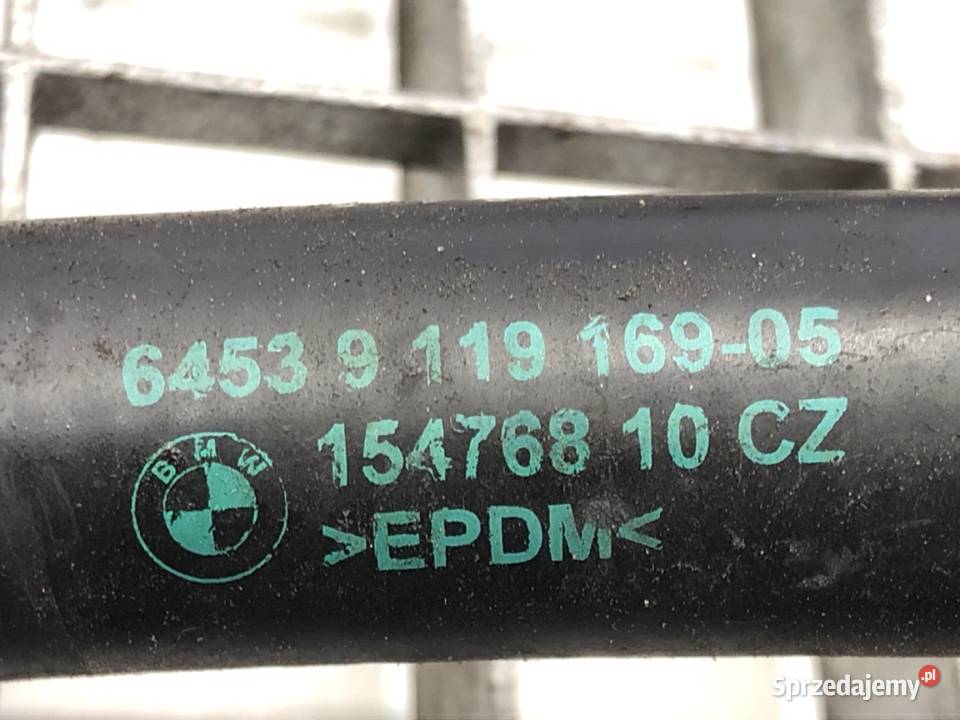 6453 9 119 169-05
BMW
154768 10 CZ
>EPDM<
Sprzedajemy.pl